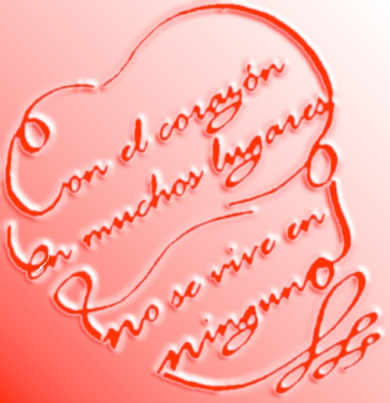 Con el corazón
en muchos lugares
no se vive en
ninguno